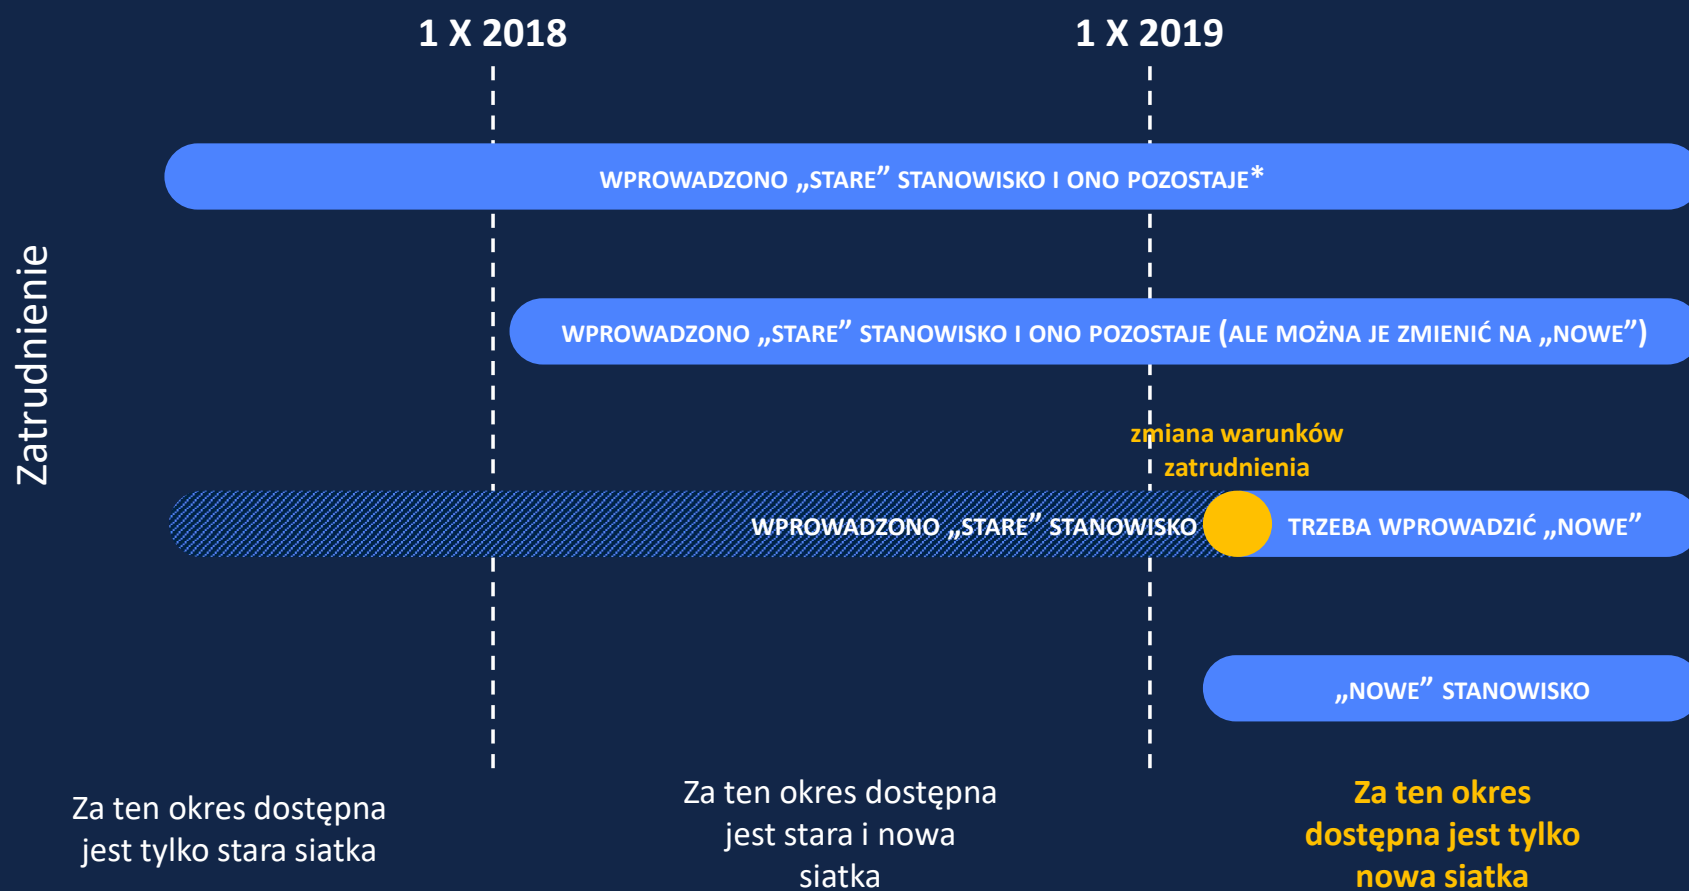 1 X 2018
1 X 2019
WPROWADZONO „STARE” STANOWISKO I ONO POZOSTAJE*
Zatrudnienie
WPROWADZONO „STARE” STANOWISKO I ONO POZOSTAJE (ALE MOŻNA JE ZMIENIĆ NA „NOWE”)
zmiana warunków
zatrudnienia
WPROWADZONO „STARE” STANOWISKO
TRZEBA WPROWADZIĆ „NOWE”
„NOWE” STANOWISKO
Za ten okres dostępna
jest tylko stara siatka
Za ten okres dostępna
jest stara i nowa
siatka
Za ten okres
dostępna jest tylko
nowa siatka